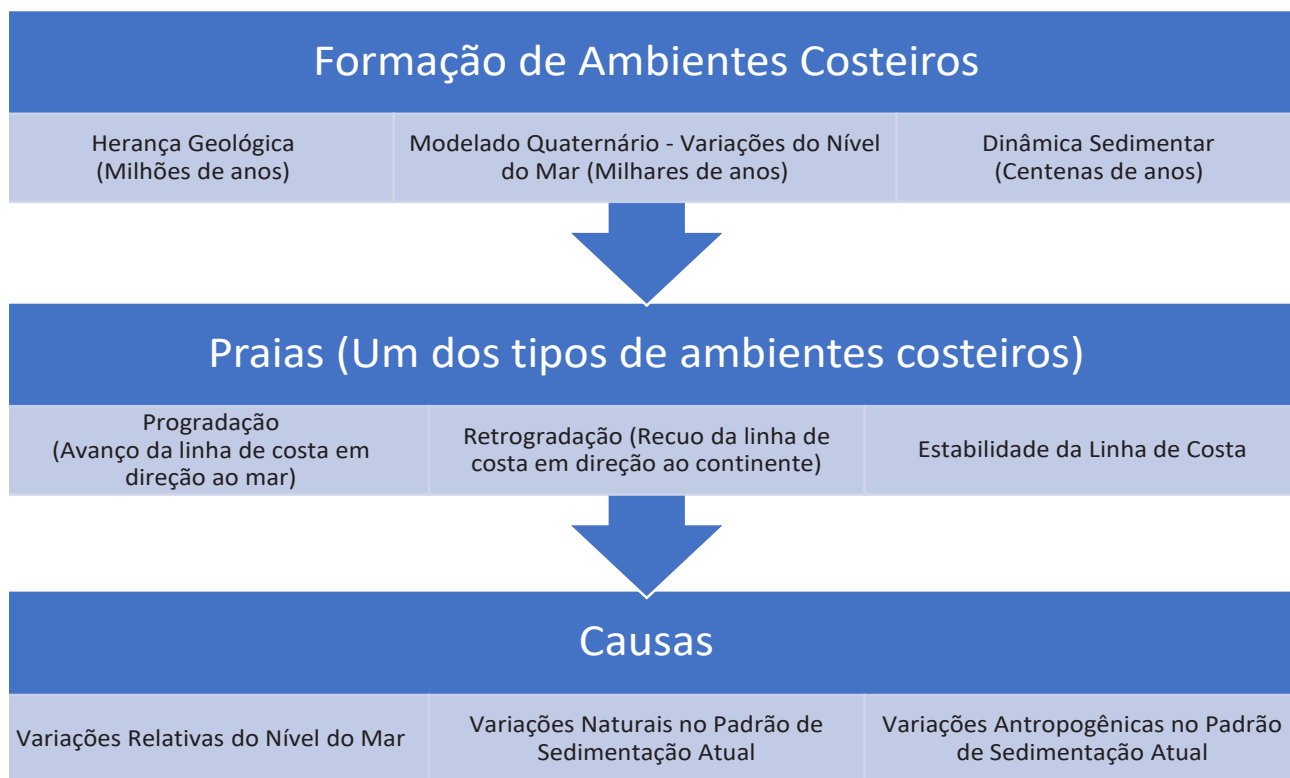 Formação de Ambientes Costeiros
Herança Geológica
(Milhões de anos)
Modelado Quaternário - Variações do Nível
do Mar (Milhares de anos)
Dinâmica Sedimentar
(Centenas de anos)
Praias (Um dos tipos de ambientes costeiros)
Progradação
(Avanço da linha de costa em
direção ao mar)
Retrogradação (Recuo da linha de
costa em direção ao continente)
Estabilidade da Linha de Costa
Causas
Variações Relativas do Nível do Mar
Variações Naturais no Padrão de
Sedimentação Atual
Variações Antropogênicas no Padrão
de Sedimentação Atual